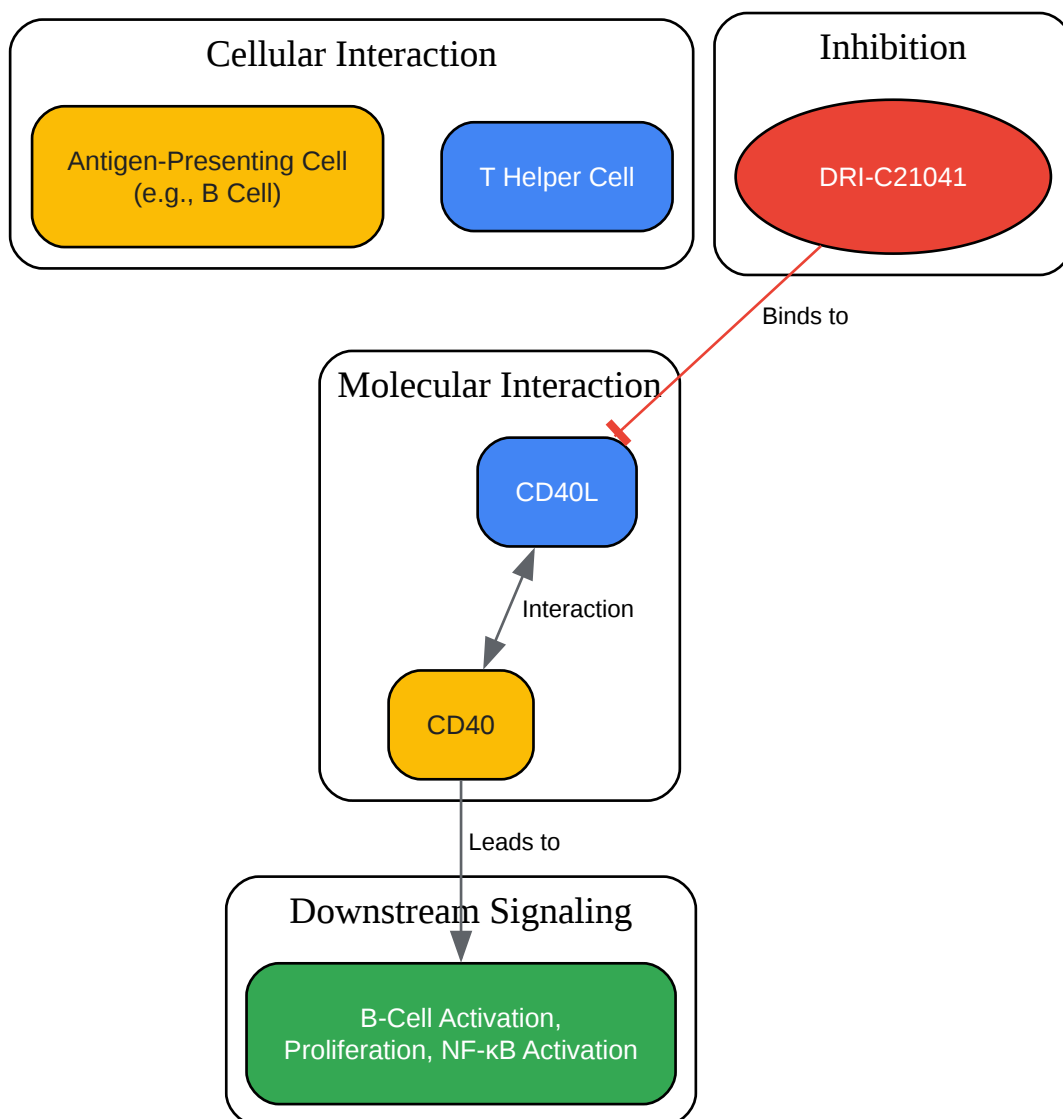 Cellular Interaction
Antigen-Presenting Cell
(e.g., B Cell)
T Helper Cell
Inhibition
DRI-C21041
Binds to
Molecular Interaction
CD40L
Interaction
CD40
Leads to
Downstream Signaling
B-Cell Activation,
Proliferation, NF-κB Activation